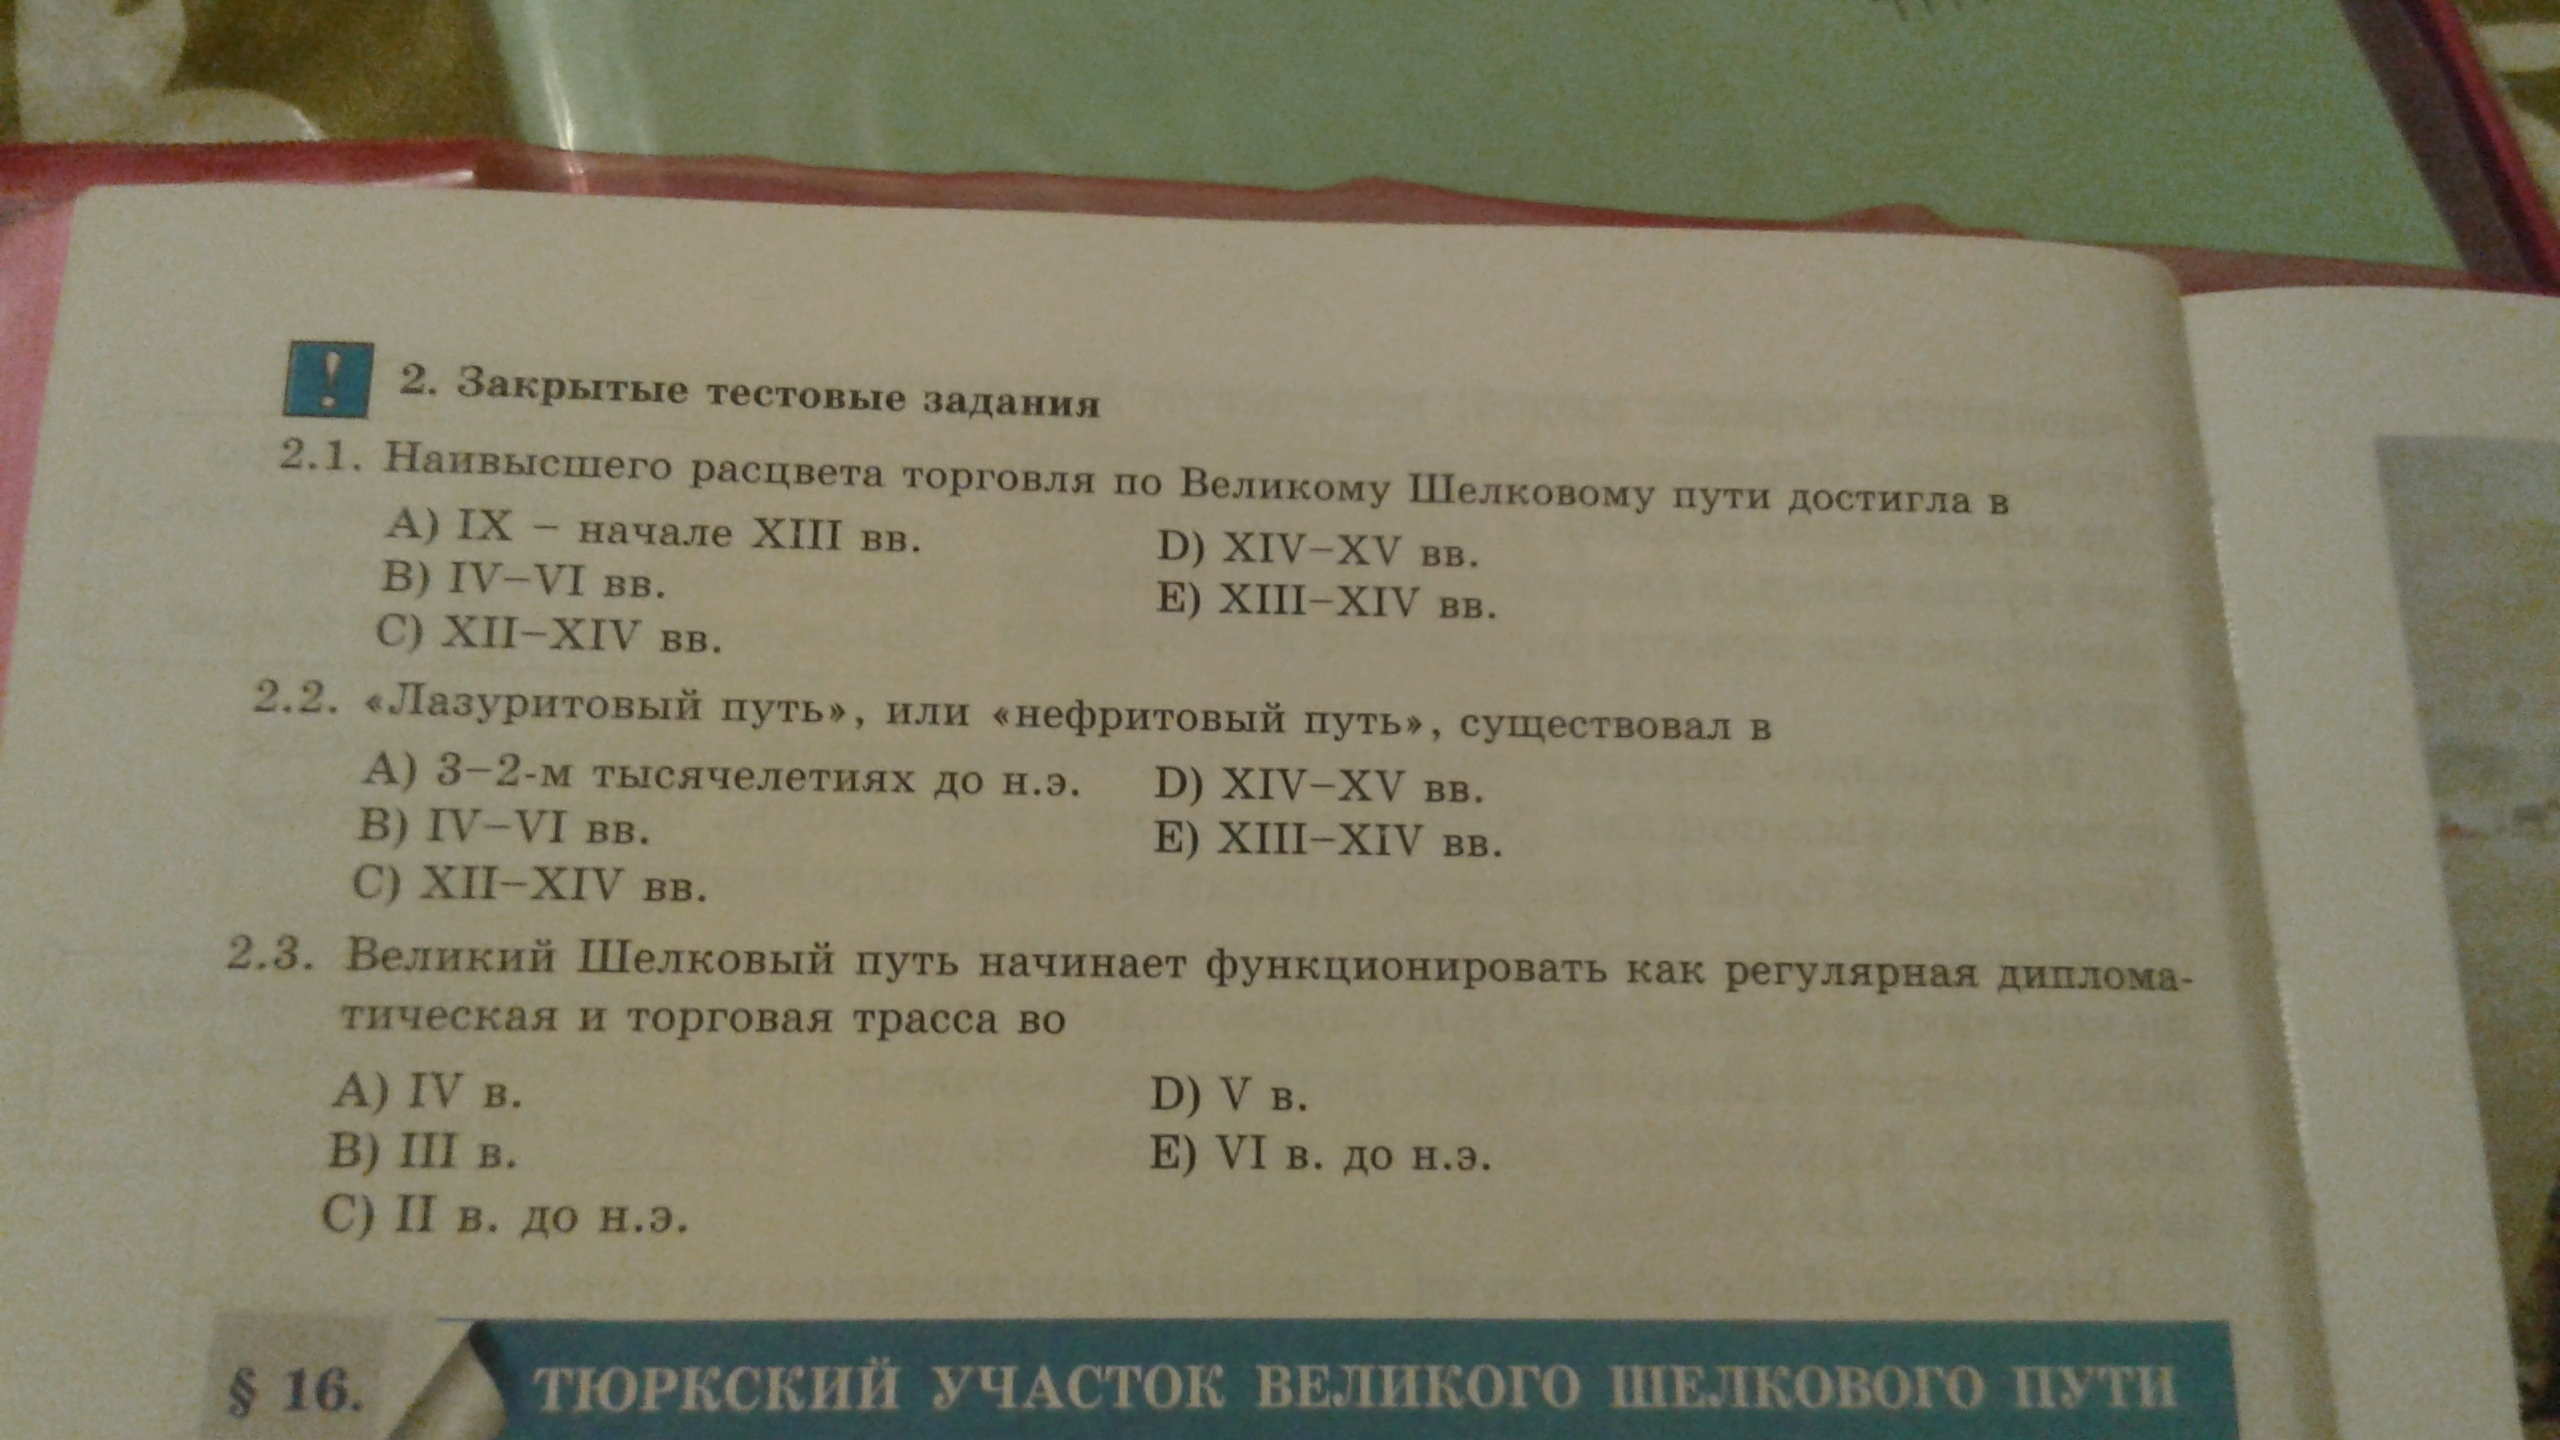 !
2. Закрытые тестовые задания
2.1. Наивысшего расцвета торговля по Великому Шелковому пути достигла в
A) IX – начале XIII вв.
B) IV–VI вв.
C) XII–XIV вв.
D) XIV–XV вв.
E) XIII–XIV вв.
2.2. «Лазуритовый путь», или «нефритовый путь», существовал в
A) 3–2-м тысячелетиях до н.э.
B) IV–VI вв.
C) XII–XIV вв.
D) XIV–XV вв.
E) XIII–XIV вв.
2.3. Великий Шелковый путь начинает функционировать как регулярная диплома-
тическая и торговая трасса во
A) IV в.
B) III в.
C) II в. до н.э.
D) V в.
E) VI в. до н.э.
§ 16.
ТЮРКСКИЙ УЧАСТОК ВЕЛИКОГО ШЕЛКОВОГО ПУТИ